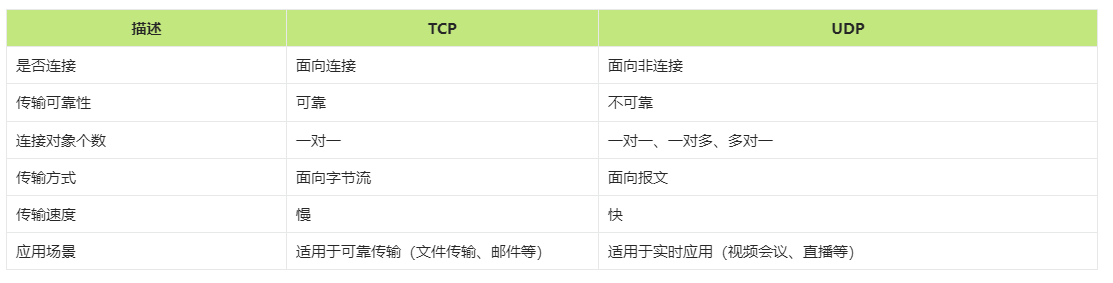 描述 TCP UDP
是否连接 面向连接 面向非连接
传输可靠性 可靠 不可靠
连接对象个数 一对一 一对一、一对多、多对一
传输方式 面向字节流 面向报文
传输速度 慢 快
应用场景 适用于可靠传输（文件传输、邮件等） 适用于实时应用（视频会议、直播等）